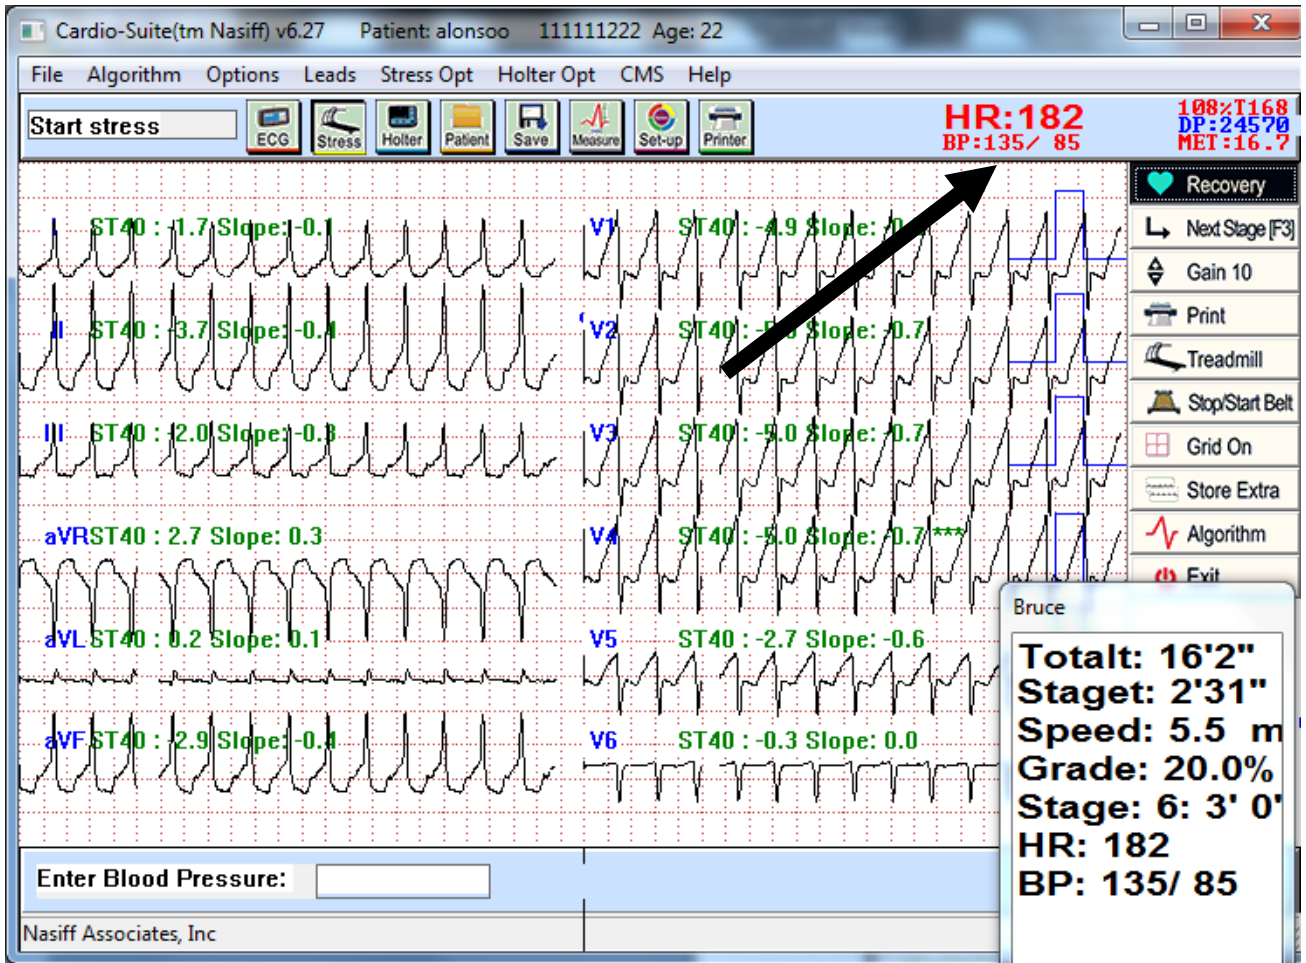 Cardio-Suite(tm Nasiff) v6.27 Patient: alonsoo 111111222 Age: 22
File Algorithm Options Leads Stress Opt Holter Opt CMS Help
Start stress
ECG Stress Holter Patient Save Measure Set-up Printer
HR:182
BP:135/ 85
108%T168
DP:24570
MET:16.7
Recovery
Next Stage [F3]
Gain 10
Print
Treadmill
Stop/Start Belt
Grid On
Store Extra
Algorithm
Exit
I ST40 : -1.7 Slope: -0.1
II ST40 : -3.7 Slope: -0.4
III ST40 : -2.0 Slope: -0.3
aVR ST40 : 2.7 Slope: 0.3
aVL ST40 : 0.2 Slope: 0.1
aVF ST40 : -2.9 Slope: -0.4
V1 ST40 : -4.9 Slope:
V2 ST40 : Slope: -0.7
V3 ST40 : -5.0 Slope: -0.7
V4 ST40 : -5.0 Slope: -0.7 ***
V5 ST40 : -2.7 Slope: -0.6
V6 ST40 : -0.3 Slope: 0.0
Bruce
Totalt: 16'2"
Staget: 2'31"
Speed: 5.5 m
Grade: 20.0%
Stage: 6: 3' 0'
HR: 182
BP: 135/ 85
Enter Blood Pressure:
Nasiff Associates, Inc